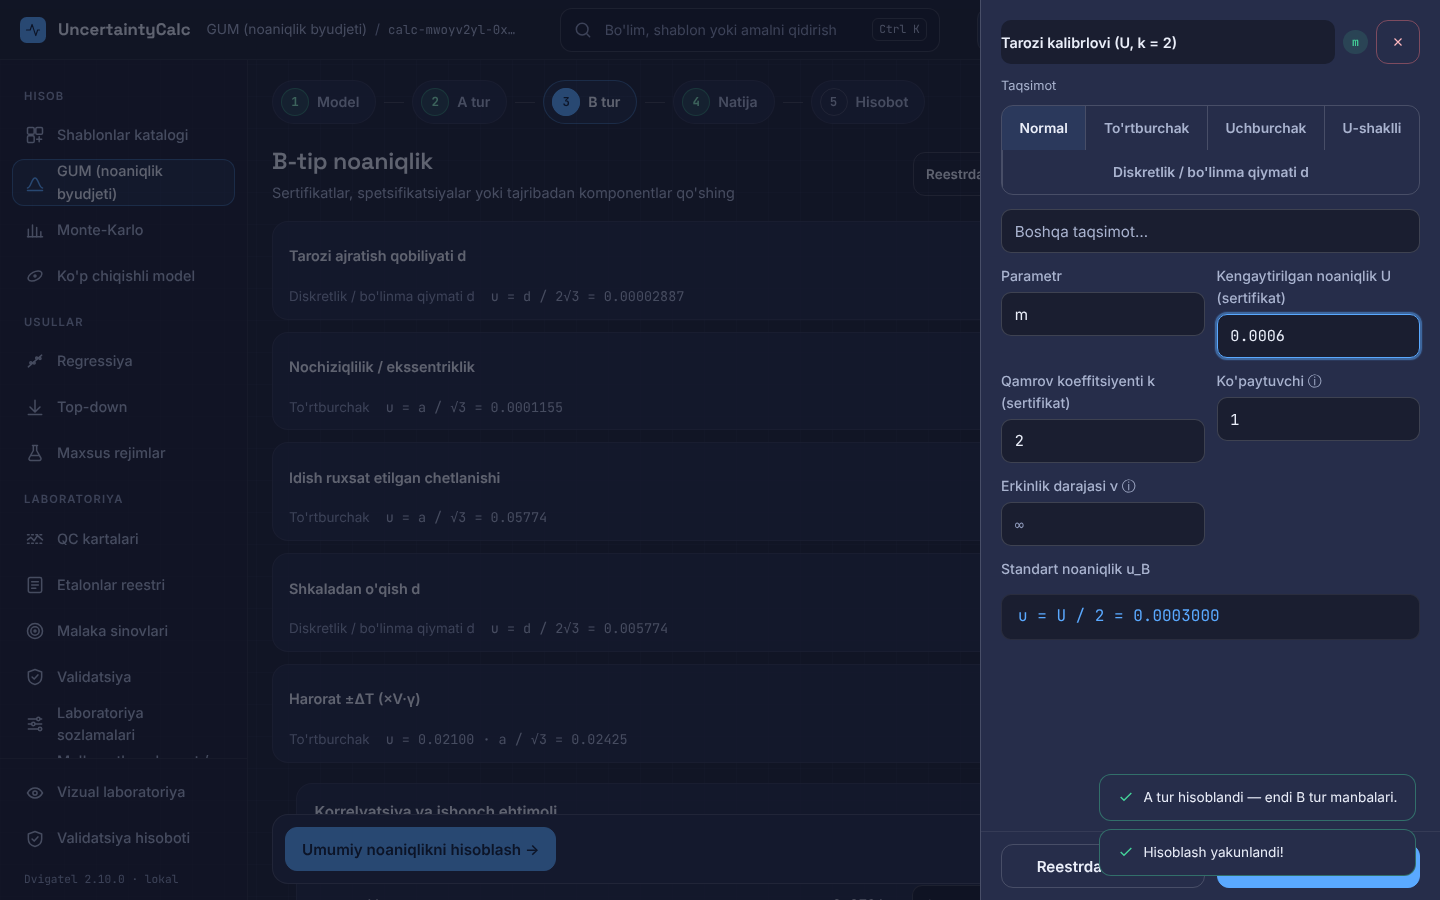 UncertaintyCalc
GUM (noaniqlik byudjeti) / calc-mwoyv2yl-0x…
Bo'lim, shablon yoki amalni qidirish
Ctrl K
HISOB
Shablonlar katalogi
GUM (noaniqlik
byudjeti)
Monte-Karlo
Ko'p chiqishli model
USULLAR
Regressiya
Top-down
Maxsus rejimlar
LABORATORIYA
QC kartalari
Etalonlar reestri
Malaka sinovlari
Validatsiya
Laboratoriya
sozlamalari
Vizual laboratoriya
Validatsiya hisoboti
Dvigatel 2.10.0 · lokal
1 Model
2 A tur
3 B tur
4 Natija
5 Hisobot
B-tip noaniqlik
Sertifikatlar, spetsifikatsiyalar yoki tajribadan komponentlar qo'shing
Reestrda
Tarozi ajratish qobiliyati d
Diskretlik / bo'linma qiymati d u = d / 2√3 = 0.00002887
Nochiziqlilik / ekssentriklik
To'rtburchak u = a / √3 = 0.0001155
Idish ruxsat etilgan chetlanishi
To'rtburchak u = a / √3 = 0.05774
Shkaladan o'qish d
Diskretlik / bo'linma qiymati d u = d / 2√3 = 0.005774
Harorat ±ΔT (×V·γ)
To'rtburchak u = 0.02100 · a / √3 = 0.02425
Korrelyatsiya va ishonch ehtimoli
Umumiy noaniqlikni hisoblash →
Tarozi kalibrlovi (U, k = 2)
m
×
Taqsimot
Normal
To'rtburchak
Uchburchak
U-shaklli
Diskretlik / bo'linma qiymati d
Boshqa taqsimot...
Parametr
m
Kengaytirilgan noaniqlik U
(sertifikat)
0.0006
Qamrov koeffitsiyenti k
(sertifikat)
2
Ko'paytuvchi ⓘ
1
Erkinlik darajasi ν ⓘ
∞
Standart noaniqlik u_B
u = U / 2 = 0.0003000
A tur hisoblandi — endi B tur manbalari.
Hisoblash yakunlandi!
Reestrda